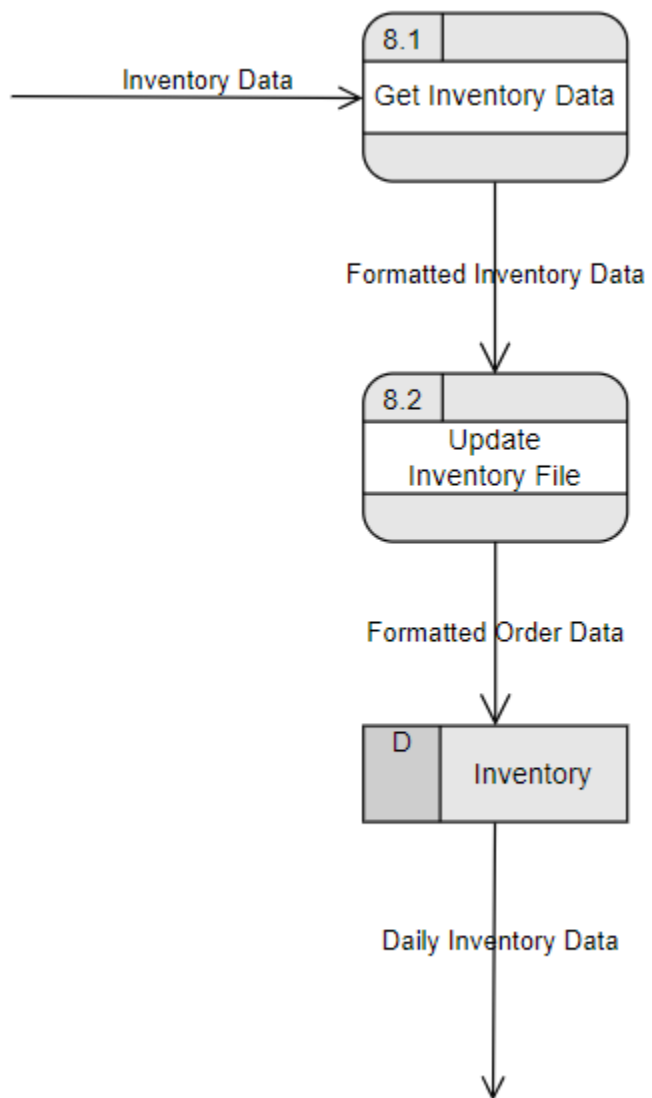 8.1
Inventory Data
Get Inventory Data
Formatted Inventory Data
8.2
Update
Inventory File
Formatted Order Data
D
Inventory
Daily Inventory Data